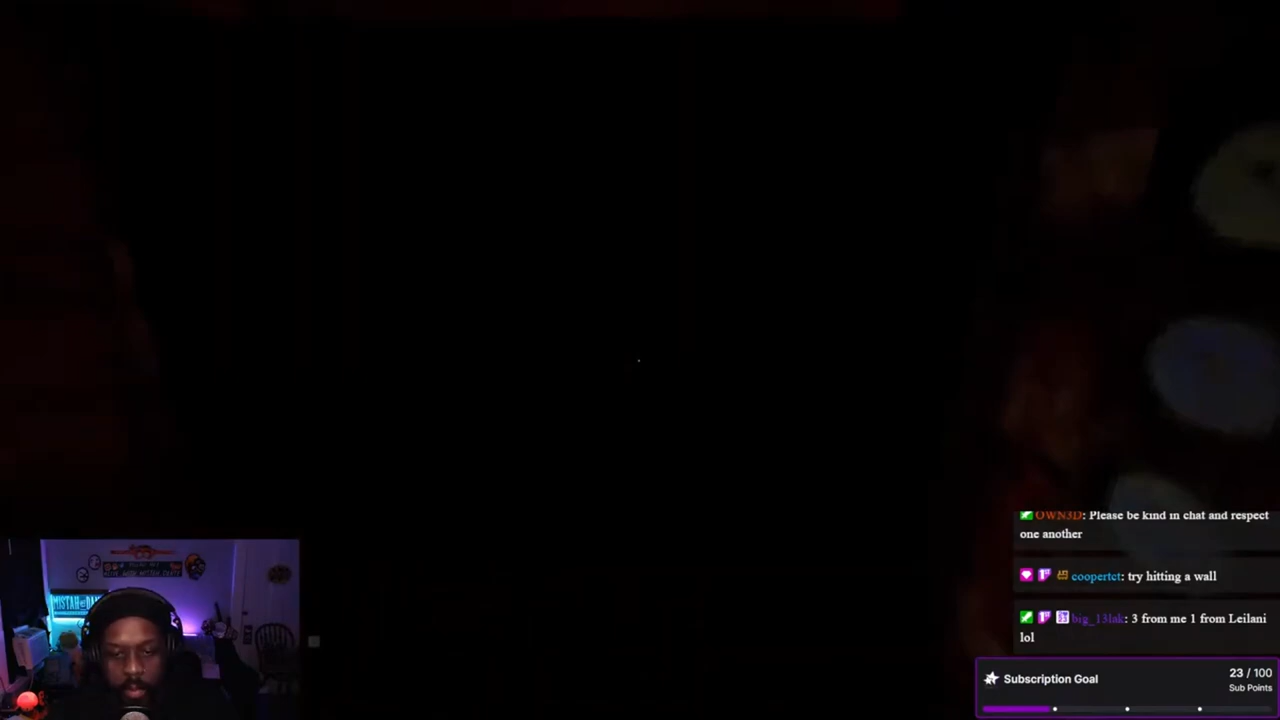 OWN3D: Please be kind in chat and respect
one another
coopertct: try hitting a wall
big_13lak: 3 from me 1 from Leilani
lol
Subscription Goal
23 / 100
Sub Points